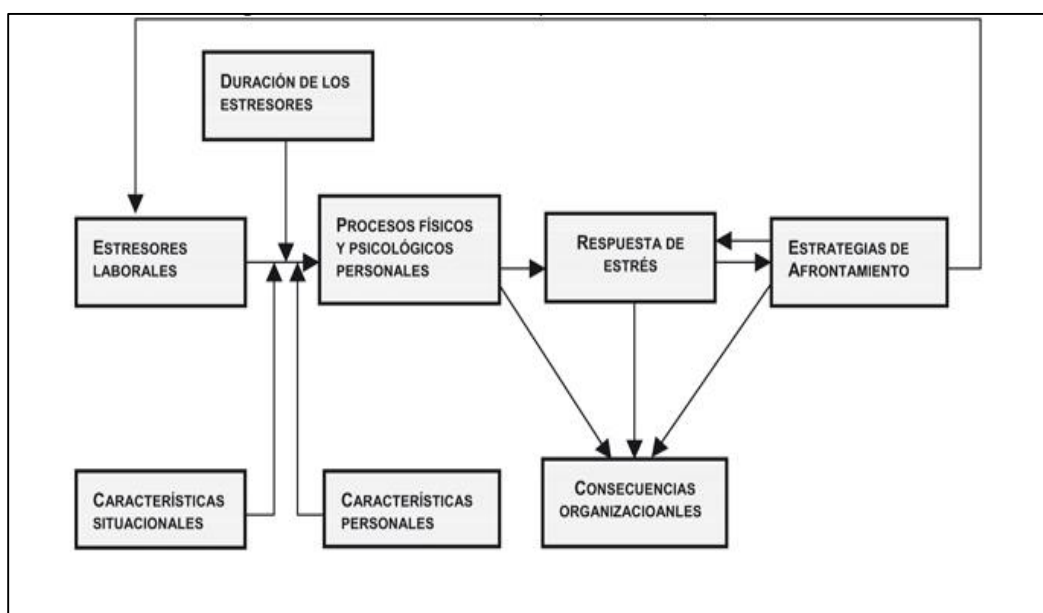 DURACIÓN DE LOS
ESTRESORES
ESTRESORES
LABORALES
PROCESOS FÍSICOS
Y PSICOLÓGICOS
PERSONALES
RESPUESTA DE
ESTRÉS
ESTRATEGIAS DE
AFRONTAMIENTO
CARACTERÍSTICAS
SITUACIONALES
CARACTERÍSTICAS
PERSONALES
CONSECUENCIAS
ORGANIZACIOANLES